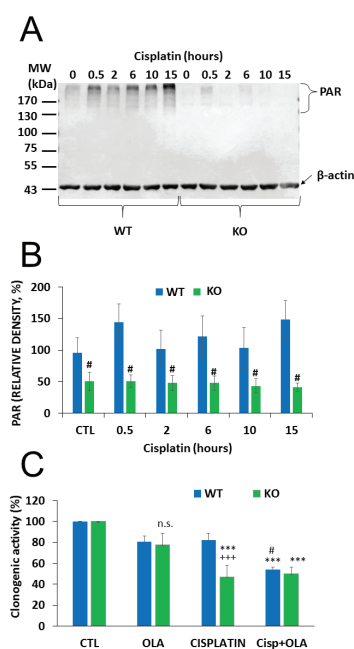 A
Cisplatin (hours)
MW
(kDa)
0 0.5 2 6 10 15 0 0.5 2 6 10 15
PAR
170
130
100
75
55
β-actin
43
WT KO
B
PAR (RELATIVE DENSITY, %)
200
150
100
50
0
WT KO
# # # # # #
CTL 0.5 2 6 10 15
Cisplatin (hours)
C
Clonogenic activity (%)
120
100
80
60
40
20
0
WT KO
n.s.
***
+++
#
*** ***
CTL OLA CISPLATIN Cisp+OLA